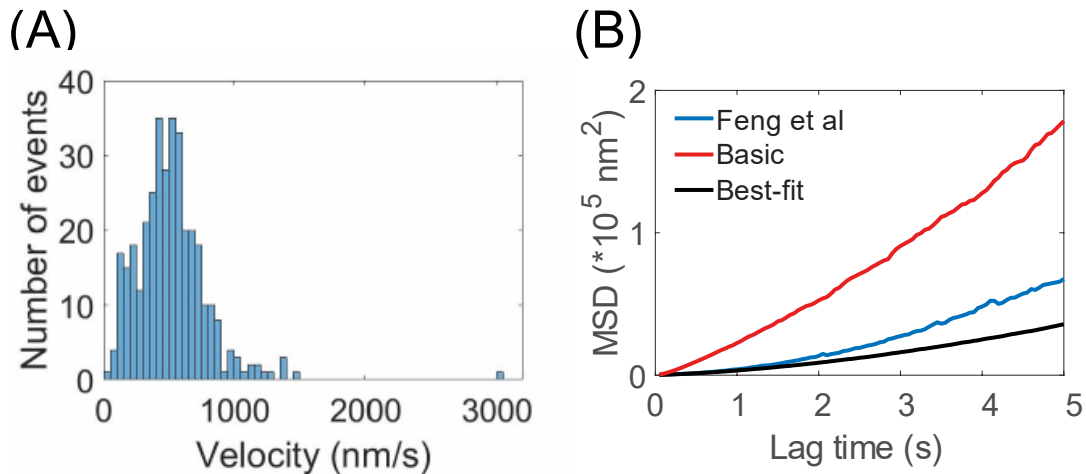 (A)
40
30
20
10
0
Number of events
0 1000 2000 3000
Velocity (nm/s)
(B)
2
1
0
MSD (*10^5 nm^2)
Feng et al
Basic
Best-fit
0 1 2 3 4 5
Lag time (s)